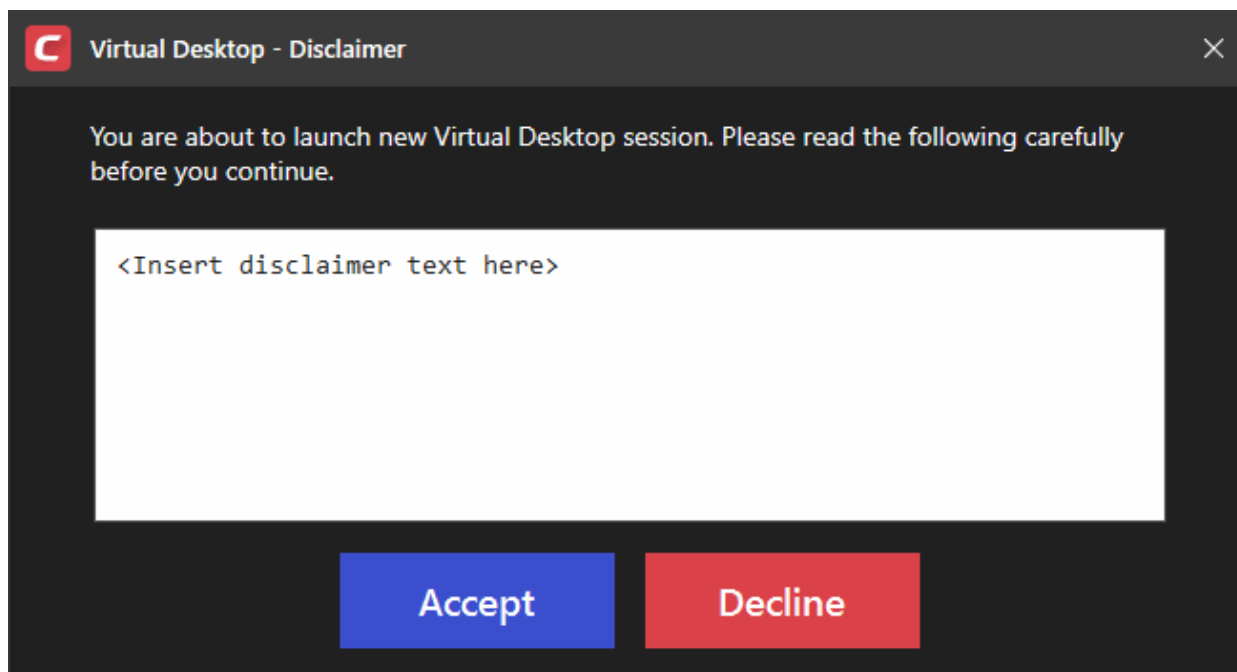 Virtual Desktop - Disclaimer
You are about to launch new Virtual Desktop session. Please read the following carefully
before you continue.
<Insert disclaimer text here>
Accept
Decline